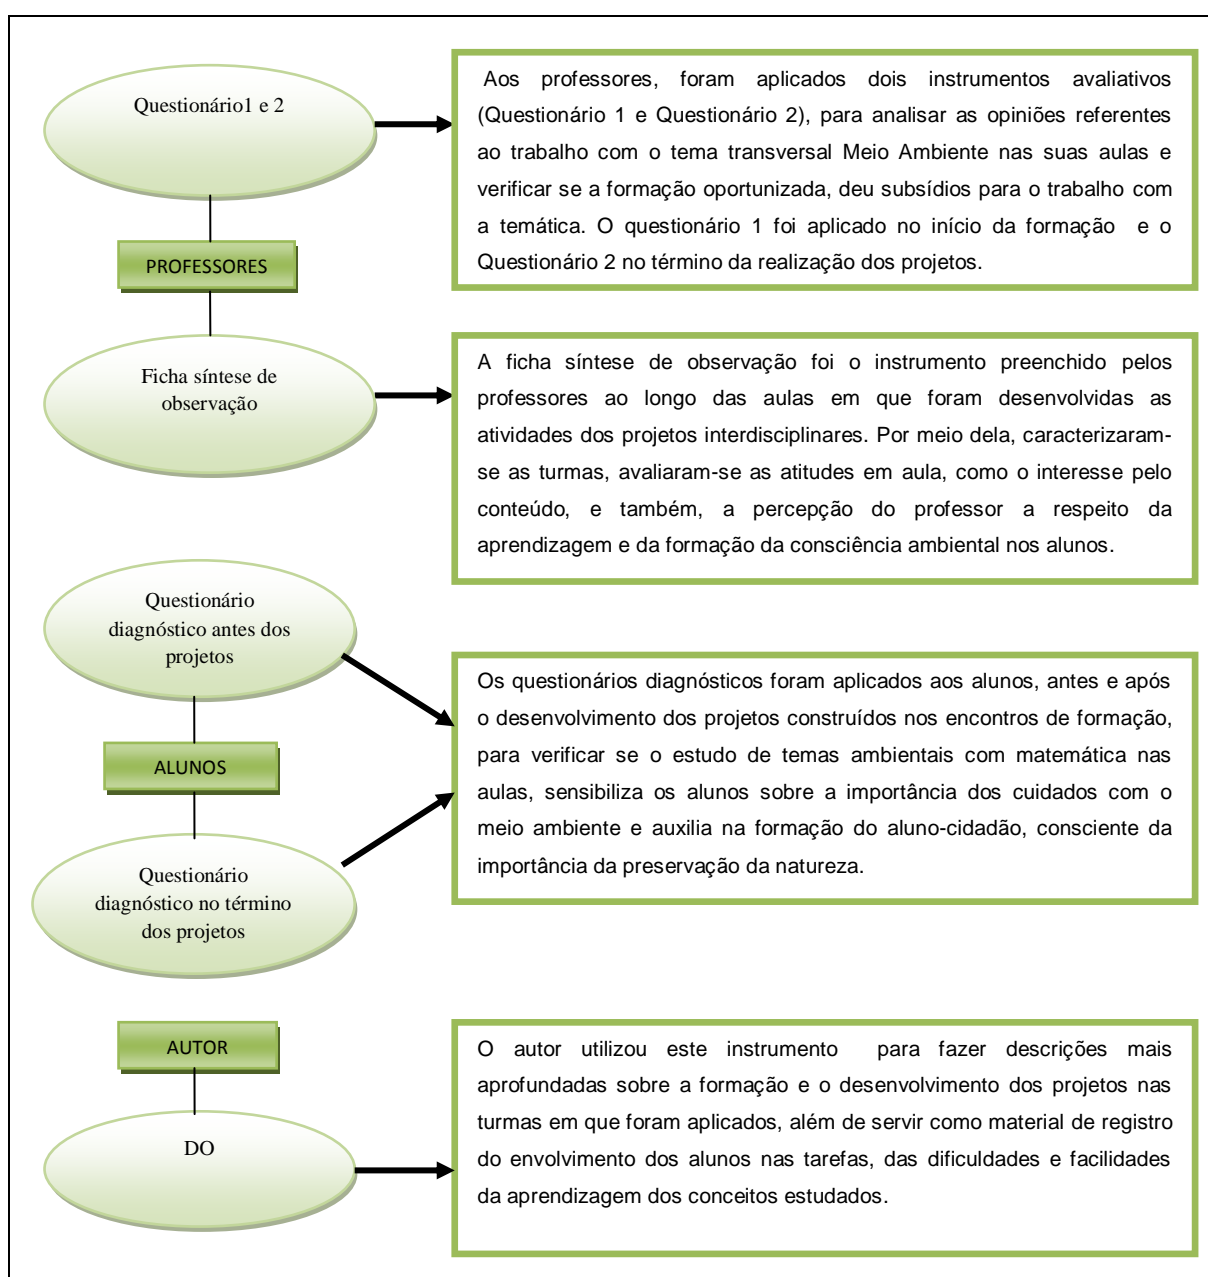 Questionário1 e 2
Aos professores, foram aplicados dois instrumentos avaliativos
(Questionário 1 e Questionário 2), para analisar as opiniões referentes
ao trabalho com o tema transversal Meio Ambiente nas suas aulas e
verificar se a formação oportunizada, deu subsídios para o trabalho com
a temática. O questionário 1 foi aplicado no início da formação e o
Questionário 2 no término da realização dos projetos.
PROFESSORES
Ficha síntese de
observação
A ficha síntese de observação foi o instrumento preenchido pelos
professores ao longo das aulas em que foram desenvolvidas as
atividades dos projetos interdisciplinares. Por meio dela, caracterizaram-
se as turmas, avaliaram-se as atitudes em aula, como o interesse pelo
conteúdo, e também, a percepção do professor a respeito da
aprendizagem e da formação da consciência ambiental nos alunos.
Questionário
diagnóstico antes dos
projetos
ALUNOS
Questionário
diagnóstico no término
dos projetos
Os questionários diagnósticos foram aplicados aos alunos, antes e após
o desenvolvimento dos projetos construídos nos encontros de formação,
para verificar se o estudo de temas ambientais com matemática nas
aulas, sensibiliza os alunos sobre a importância dos cuidados com o
meio ambiente e auxilia na formação do aluno-cidadão, consciente da
importância da preservação da natureza.
AUTOR
DO
O autor utilizou este instrumento para fazer descrições mais
aprofundadas sobre a formação e o desenvolvimento dos projetos nas
turmas em que foram aplicados, além de servir como material de registro
do envolvimento dos alunos nas tarefas, das dificuldades e facilidades
da aprendizagem dos conceitos estudados.